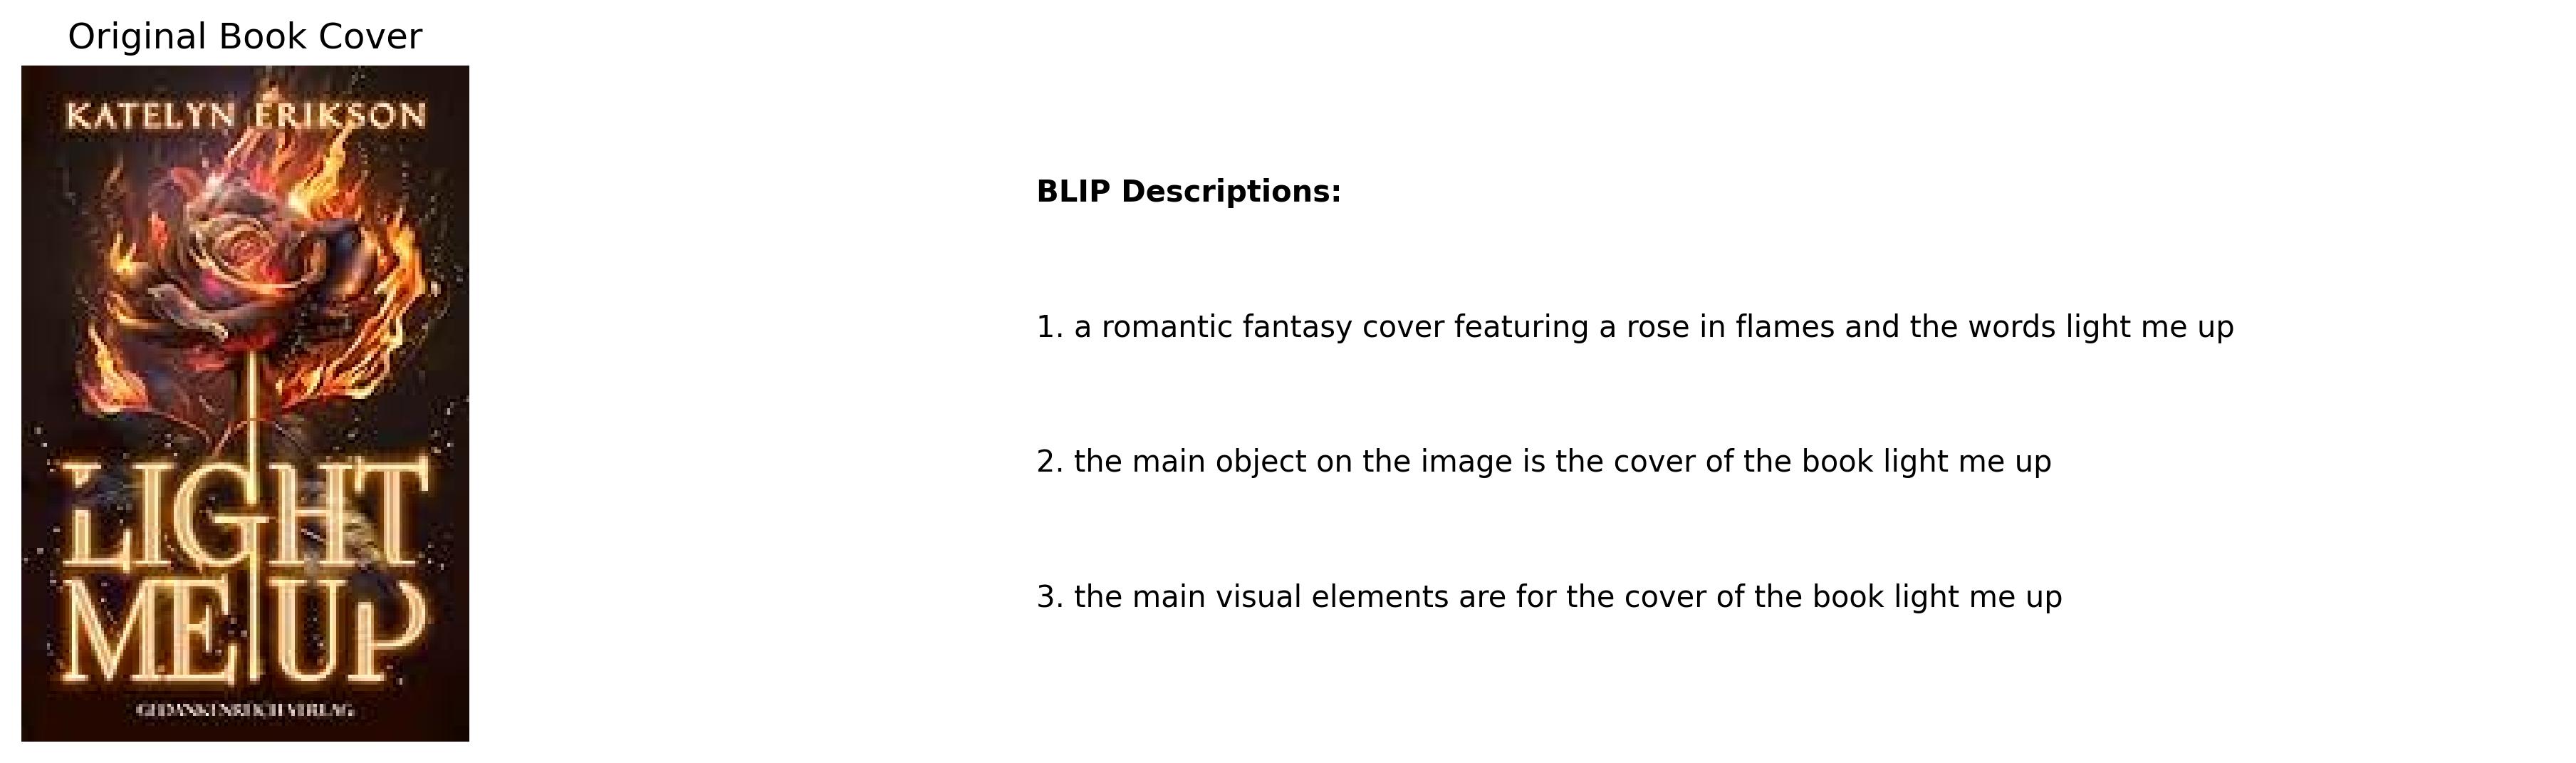 Original Book Cover
KATELYN ERIKSON
LIGHT
ME UP
GEDANKENREICH VERLAG
BLIP Descriptions:
1. a romantic fantasy cover featuring a rose in flames and the words light me up
2. the main object on the image is the cover of the book light me up
3. the main visual elements are for the cover of the book light me up